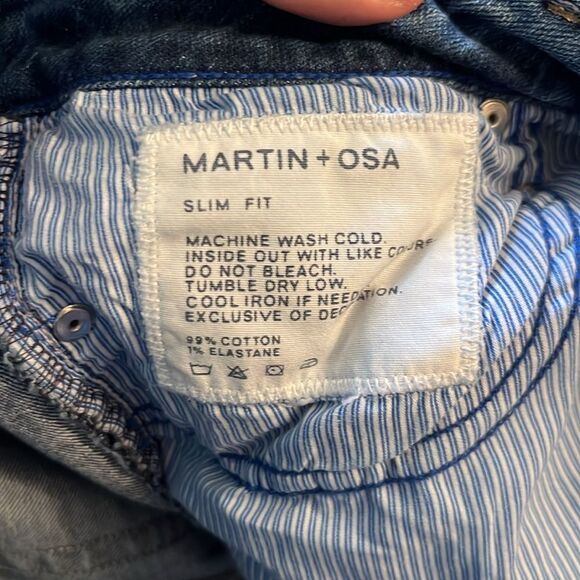 MARTIN + OSA
SLIM FIT
MACHINE WASH COLD.
INSIDE OUT WITH LIKE
DO NOT BLEACH.
TUMBLE DRY LOW.
COOL IRON IF
EXCLUSIVE OF
99% COTTON
1% ELASTANE